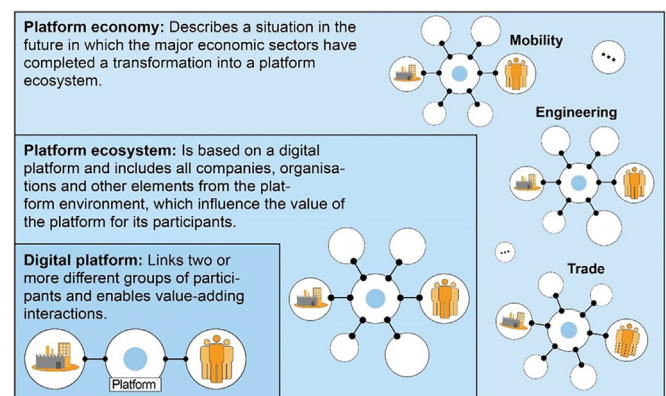 Platform economy: Describes a situation in the
future in which the major economic sectors have
completed a transformation into a platform
ecosystem.
Mobility
...
Engineering
Platform ecosystem: Is based on a digital
platform and includes all companies, organisa-
tions and other elements from the plat-
form environment, which influence the value of
the platform for its participants.
...
Trade
Digital platform: Links two or
more different groups of partici-
pants and enables value-adding
interactions.
Platform